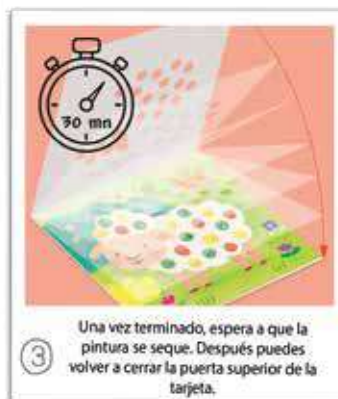 30 mn
3
Una vez terminado, espera a que la
pintura se seque. Después puedes
volver a cerrar la puerta superior de la
tarjeta.